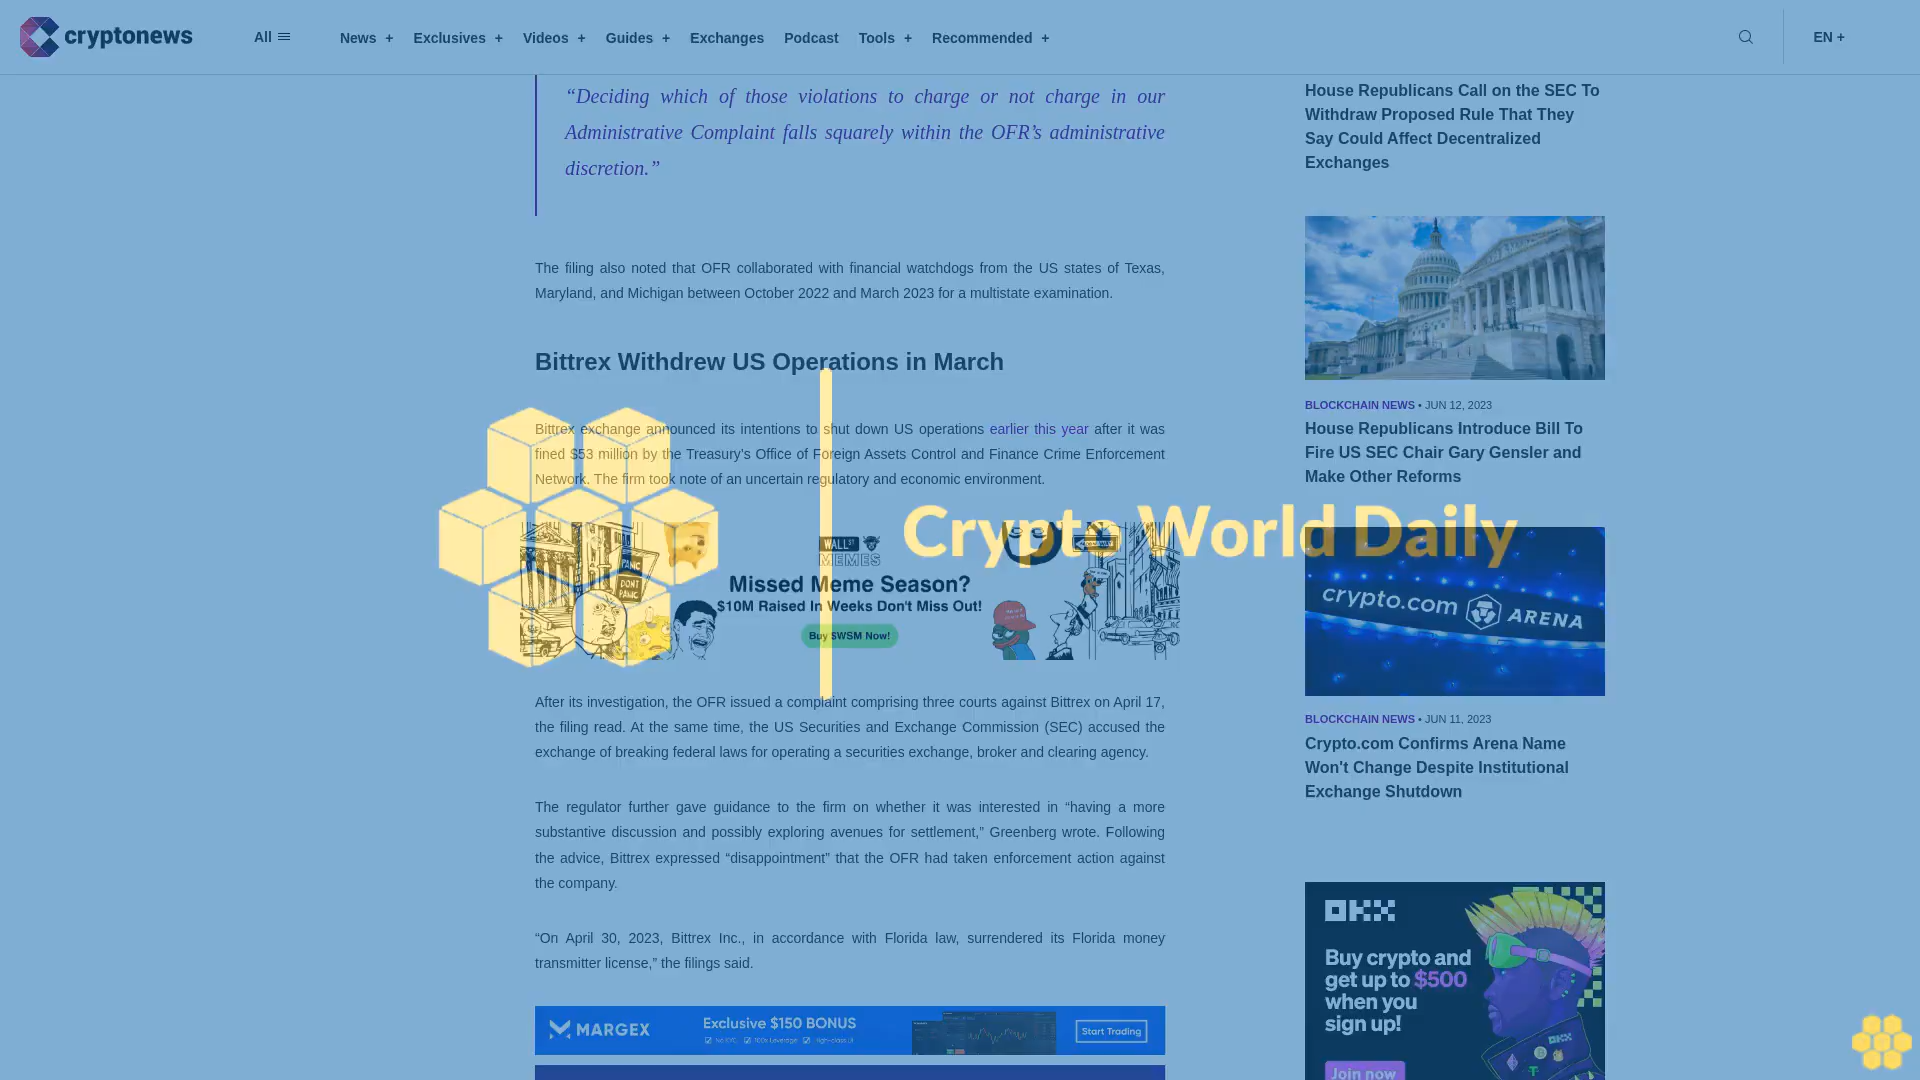 cryptonews
All
News +
Exclusives +
Videos +
Guides +
Exchanges
Podcast
Tools +
Recommended +
EN +
“Deciding which of those violations to charge or not charge in our
Administrative Complaint falls squarely within the OFR’s administrative
discretion.”
The filing also noted that OFR collaborated with financial watchdogs from the US states of Texas,
Maryland, and Michigan between October 2022 and March 2023 for a multistate examination.
Bittrex Withdrew US Operations in March
Bittrex exchange announced its intentions to shut down US operations earlier this year after it was
fined $53 million by the Treasury’s Office of Foreign Assets Control and Finance Crime Enforcement
Network. The firm took note of an uncertain regulatory and economic environment.
Crypto World Daily
PANIC
DON'T
PANIC
WALL ST
MEMES
Missed Meme Season?
$10M Raised In Weeks Don't Miss Out!
Buy $WSM Now!
After its investigation, the OFR issued a complaint comprising three courts against Bittrex on April 17,
the filing read. At the same time, the US Securities and Exchange Commission (SEC) accused the
exchange of breaking federal laws for operating a securities exchange, broker and clearing agency.
The regulator further gave guidance to the firm on whether it was interested in “having a more
substantive discussion and possibly exploring avenues for settlement,” Greenberg wrote. Following
the advice, Bittrex expressed “disappointment” that the OFR had taken enforcement action against
the company.
“On April 30, 2023, Bittrex Inc., in accordance with Florida law, surrendered its Florida money
transmitter license,” the filings said.
MARGEX
Exclusive $150 BONUS
No KYC 100x Leverage High-class UI
Start Trading
House Republicans Call on the SEC To
Withdraw Proposed Rule That They
Say Could Affect Decentralized
Exchanges
BLOCKCHAIN NEWS • JUN 12, 2023
House Republicans Introduce Bill To
Fire US SEC Chair Gary Gensler and
Make Other Reforms
crypto.com ARENA
BLOCKCHAIN NEWS • JUN 11, 2023
Crypto.com Confirms Arena Name
Won't Change Despite Institutional
Exchange Shutdown
OKX
Buy crypto and
get up to $500
when you
sign up!
OKX
Join now